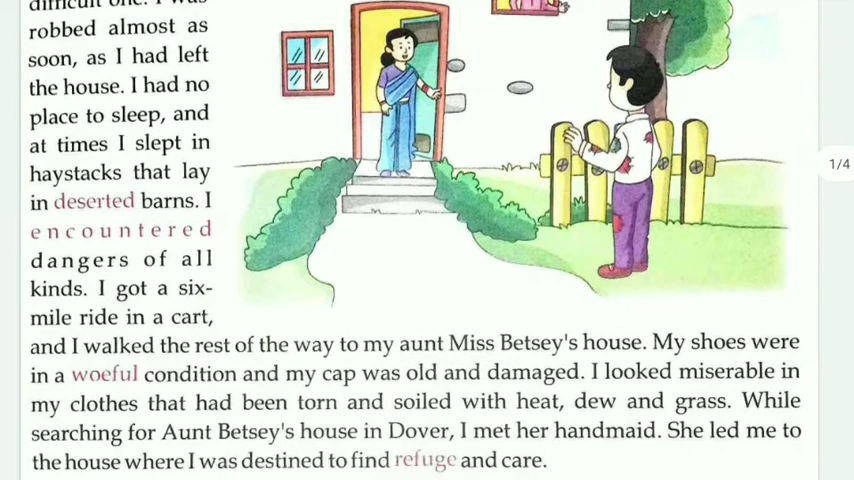 difficult one. I was
robbed almost as
soon, as I had left
the house. I had no
place to sleep, and
at times I slept in
haystacks that lay
in deserted barns. I
encountered
dangers of all
kinds. I got a six-
mile ride in a cart,
and I walked the rest of the way to my aunt Miss Betsey's house. My shoes were
in a woeful condition and my cap was old and damaged. I looked miserable in
my clothes that had been torn and soiled with heat, dew and grass. While
searching for Aunt Betsey's house in Dover, I met her handmaid. She led me to
the house where I was destined to find refuge and care.
1/4